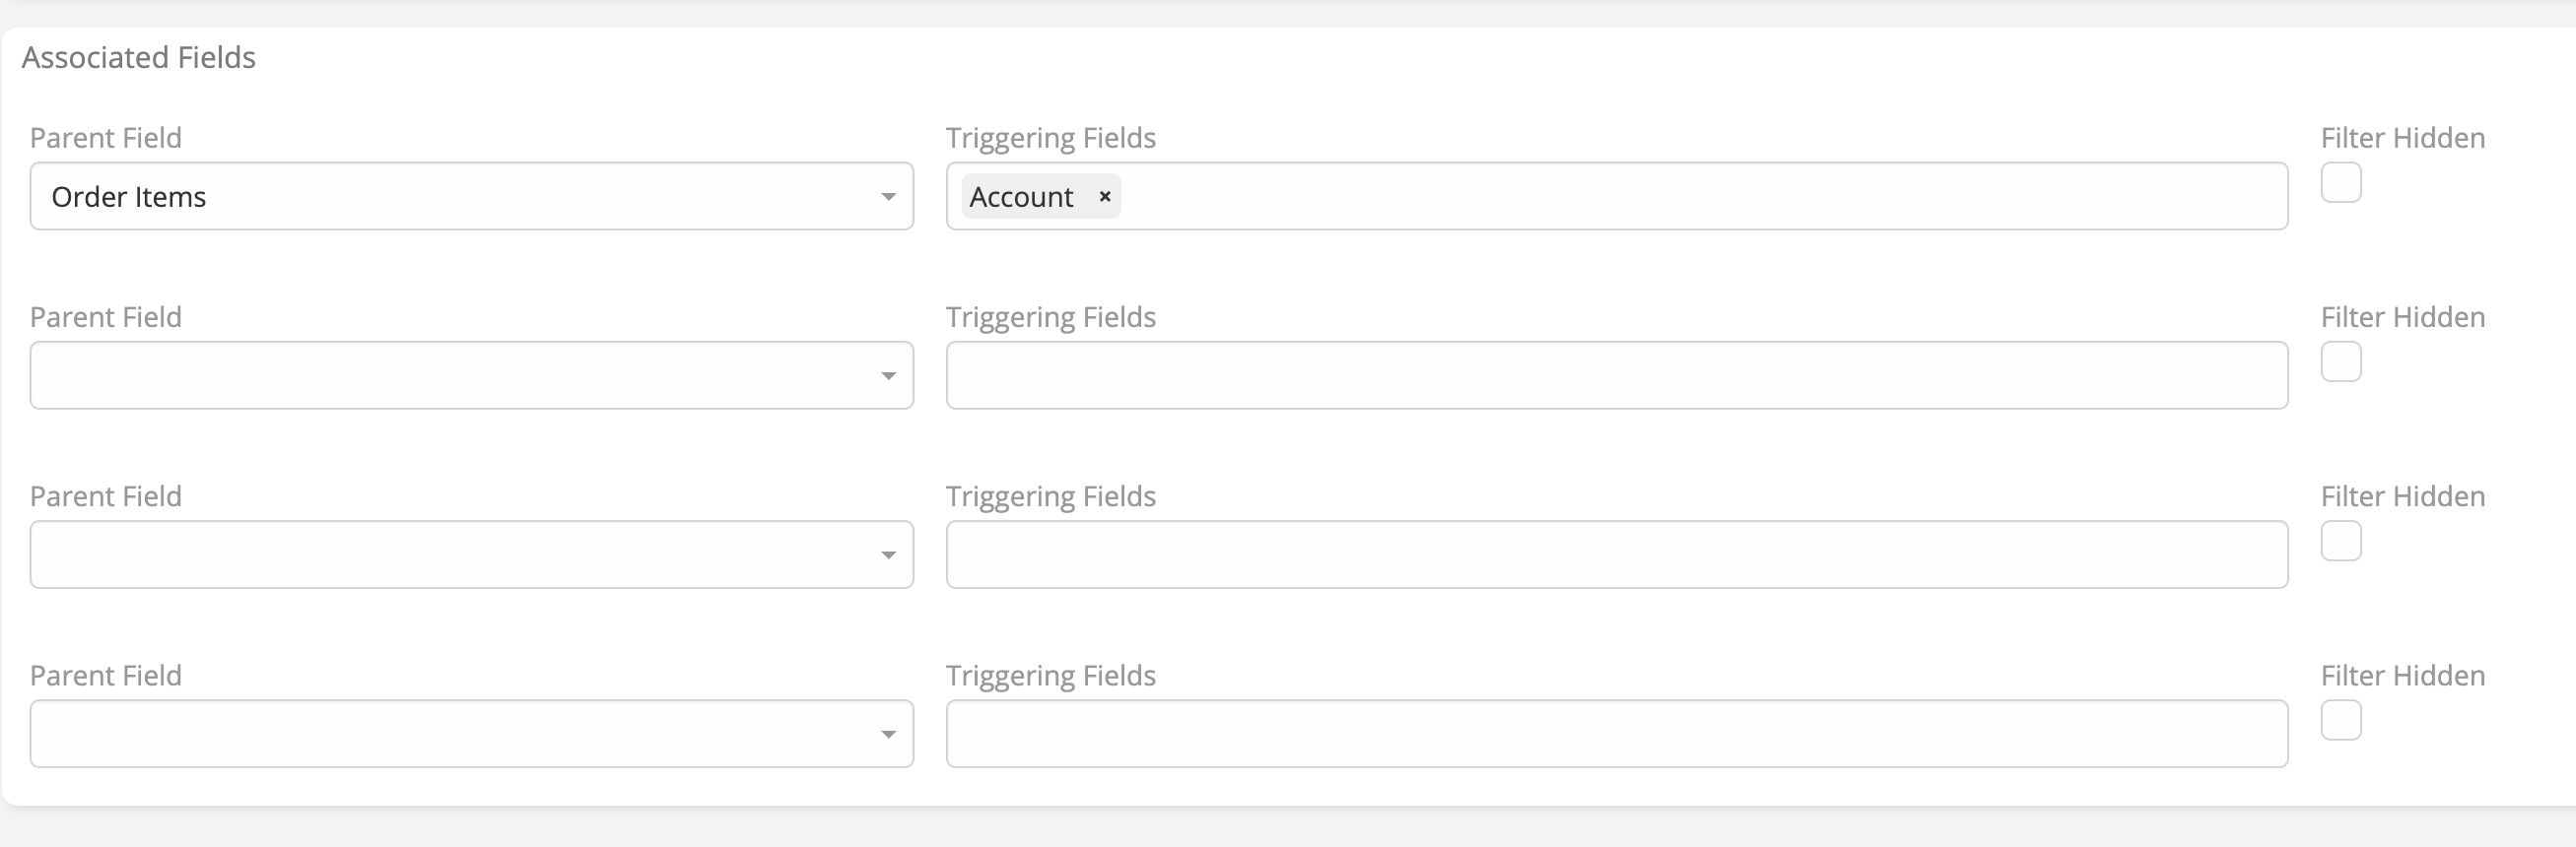 Associated Fields
Parent Field Triggering Fields Filter Hidden
Order Items Account ×
Parent Field Triggering Fields Filter Hidden
Parent Field Triggering Fields Filter Hidden
Parent Field Triggering Fields Filter Hidden